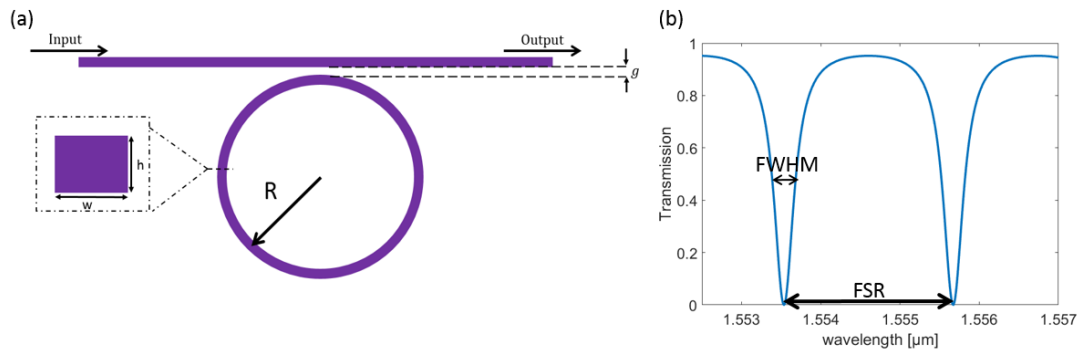 (a)
Input
Output
g
h
w
R
(b)
Transmission
1
0.8
0.6
0.4
0.2
0
FWHM
FSR
1.553 1.554 1.555 1.556 1.557
wavelength [µm]